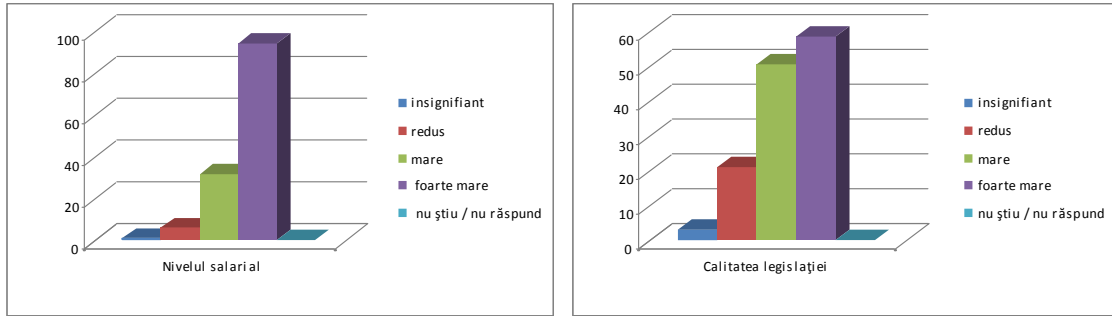 100
80
60
40
20
0
Nivelul salarial
insignifiant
redus
mare
foarte mare
nu ştiu / nu răspund
60
50
40
30
20
10
0
Calitatea legislaţiei
insignifiant
redus
mare
foarte mare
nu ştiu / nu răspund